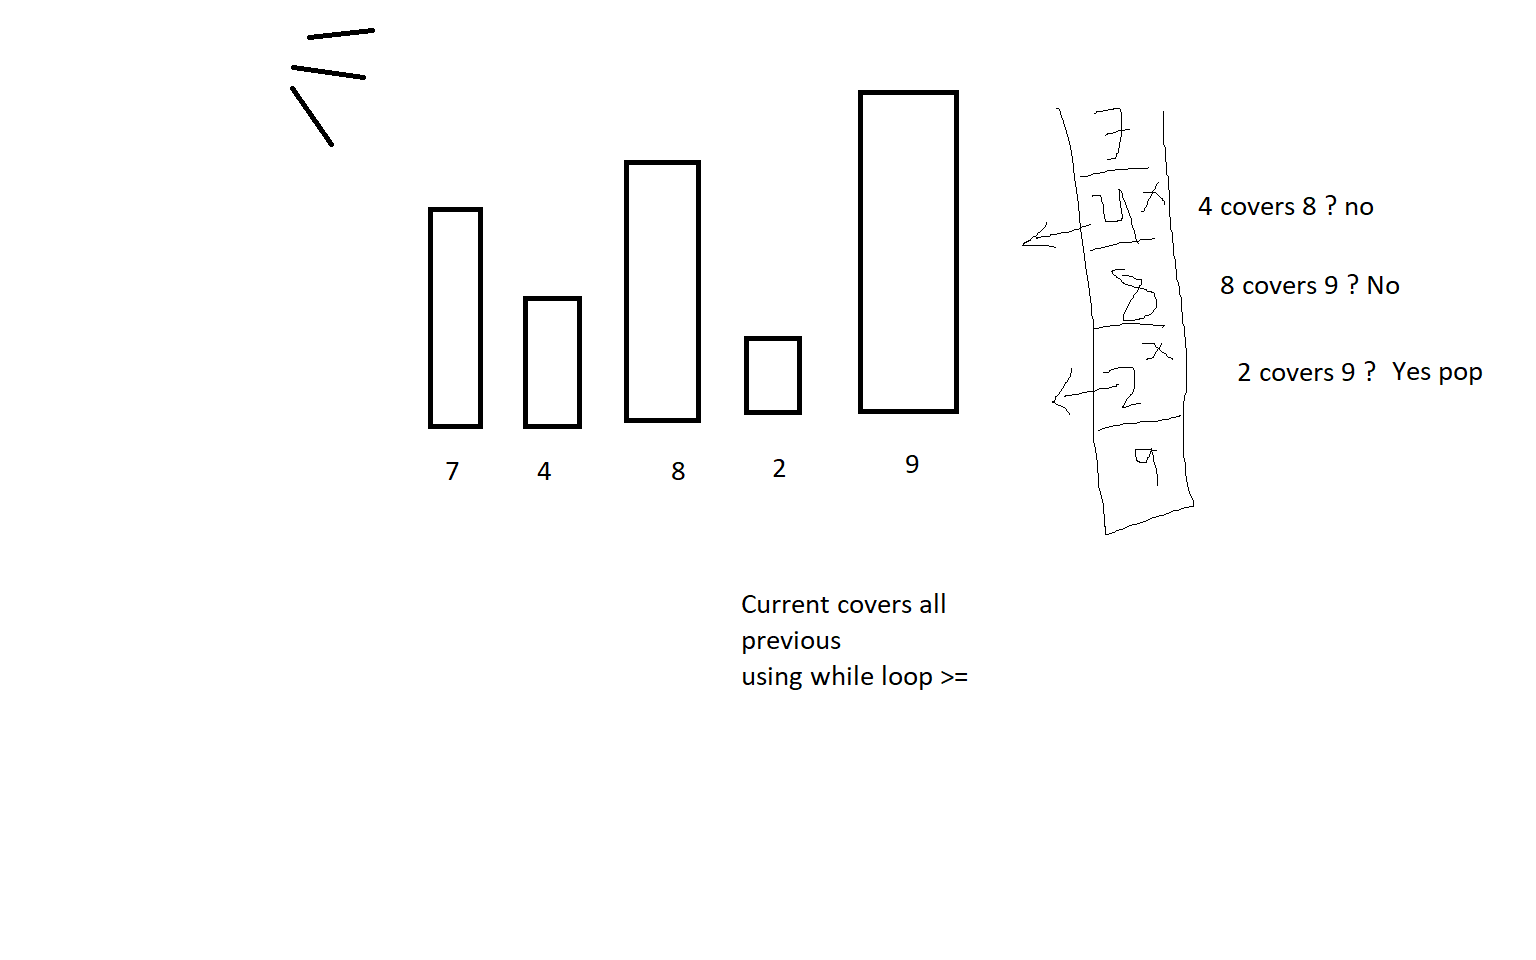 7
4 covers 8 ? no
4 x
8 covers 9 ? No
8
2 covers 9 ? Yes pop
x
2
9
7 4 8 2 9
Current covers all
previous
using while loop >=